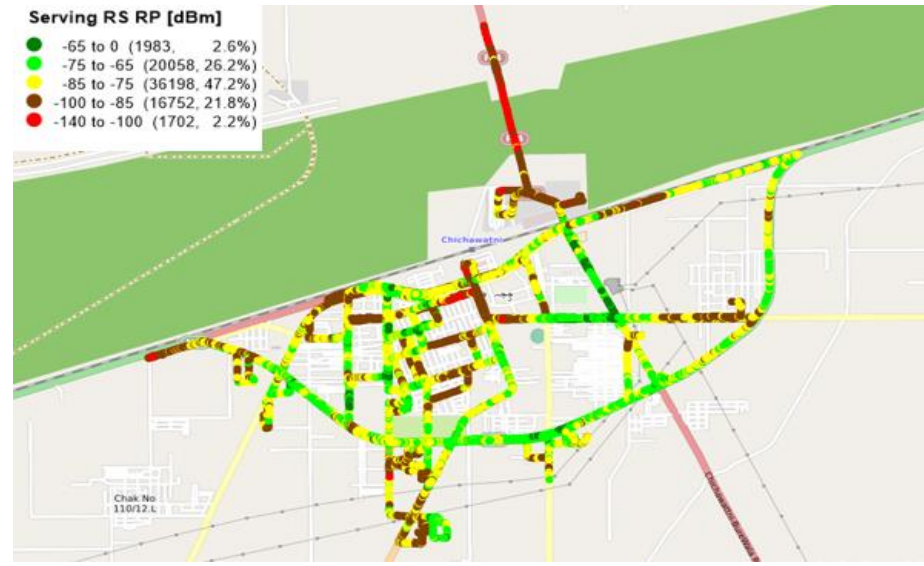 Serving RS RP [dBm]
-65 to 0 (1983, 2.6%)
-75 to -65 (20058, 26.2%)
-85 to -75 (36198, 47.2%)
-100 to -85 (16752, 21.8%)
-140 to -100 (1702, 2.2%)
Chichawatni
Chak No
110/12.L